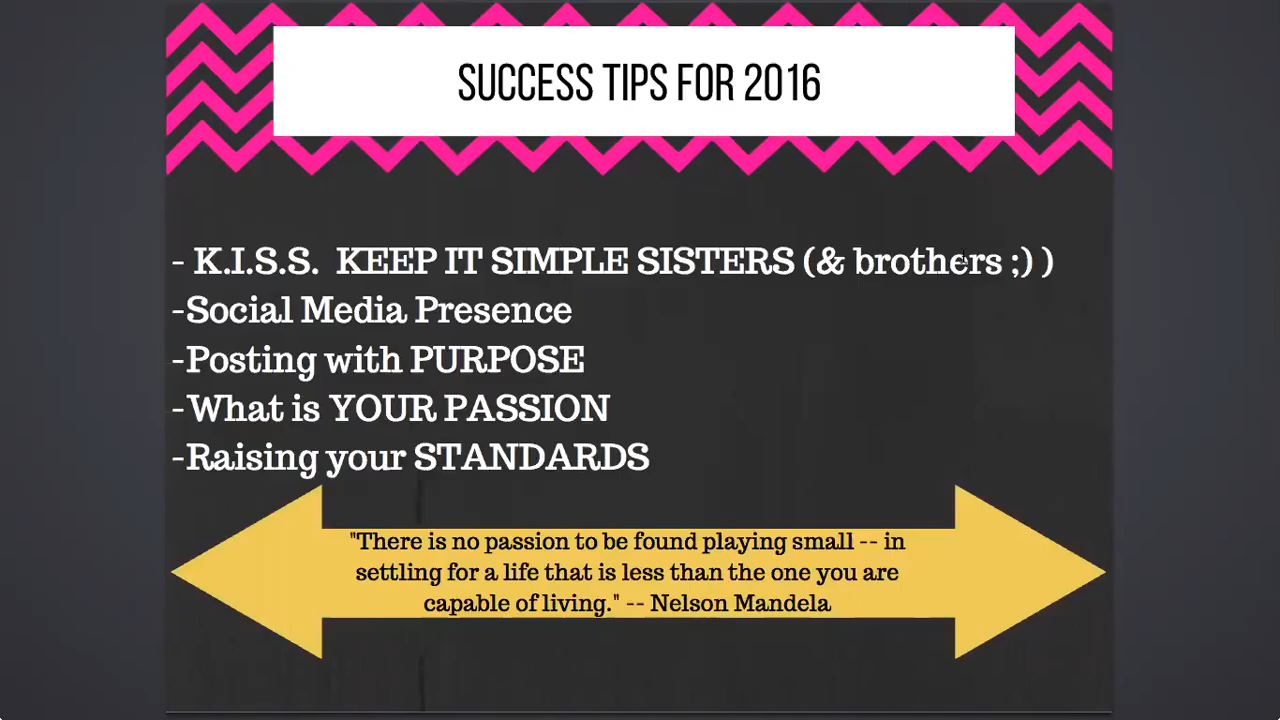 SUCCESS TIPS FOR 2016
- K.I.S.S.  KEEP IT SIMPLE SISTERS (& brothers ;) )
-Social Media Presence
-Posting with PURPOSE
-What is YOUR PASSION
-Raising your STANDARDS
"There is no passion to be found playing small -- in
settling for a life that is less than the one you are
capable of living." -- Nelson Mandela